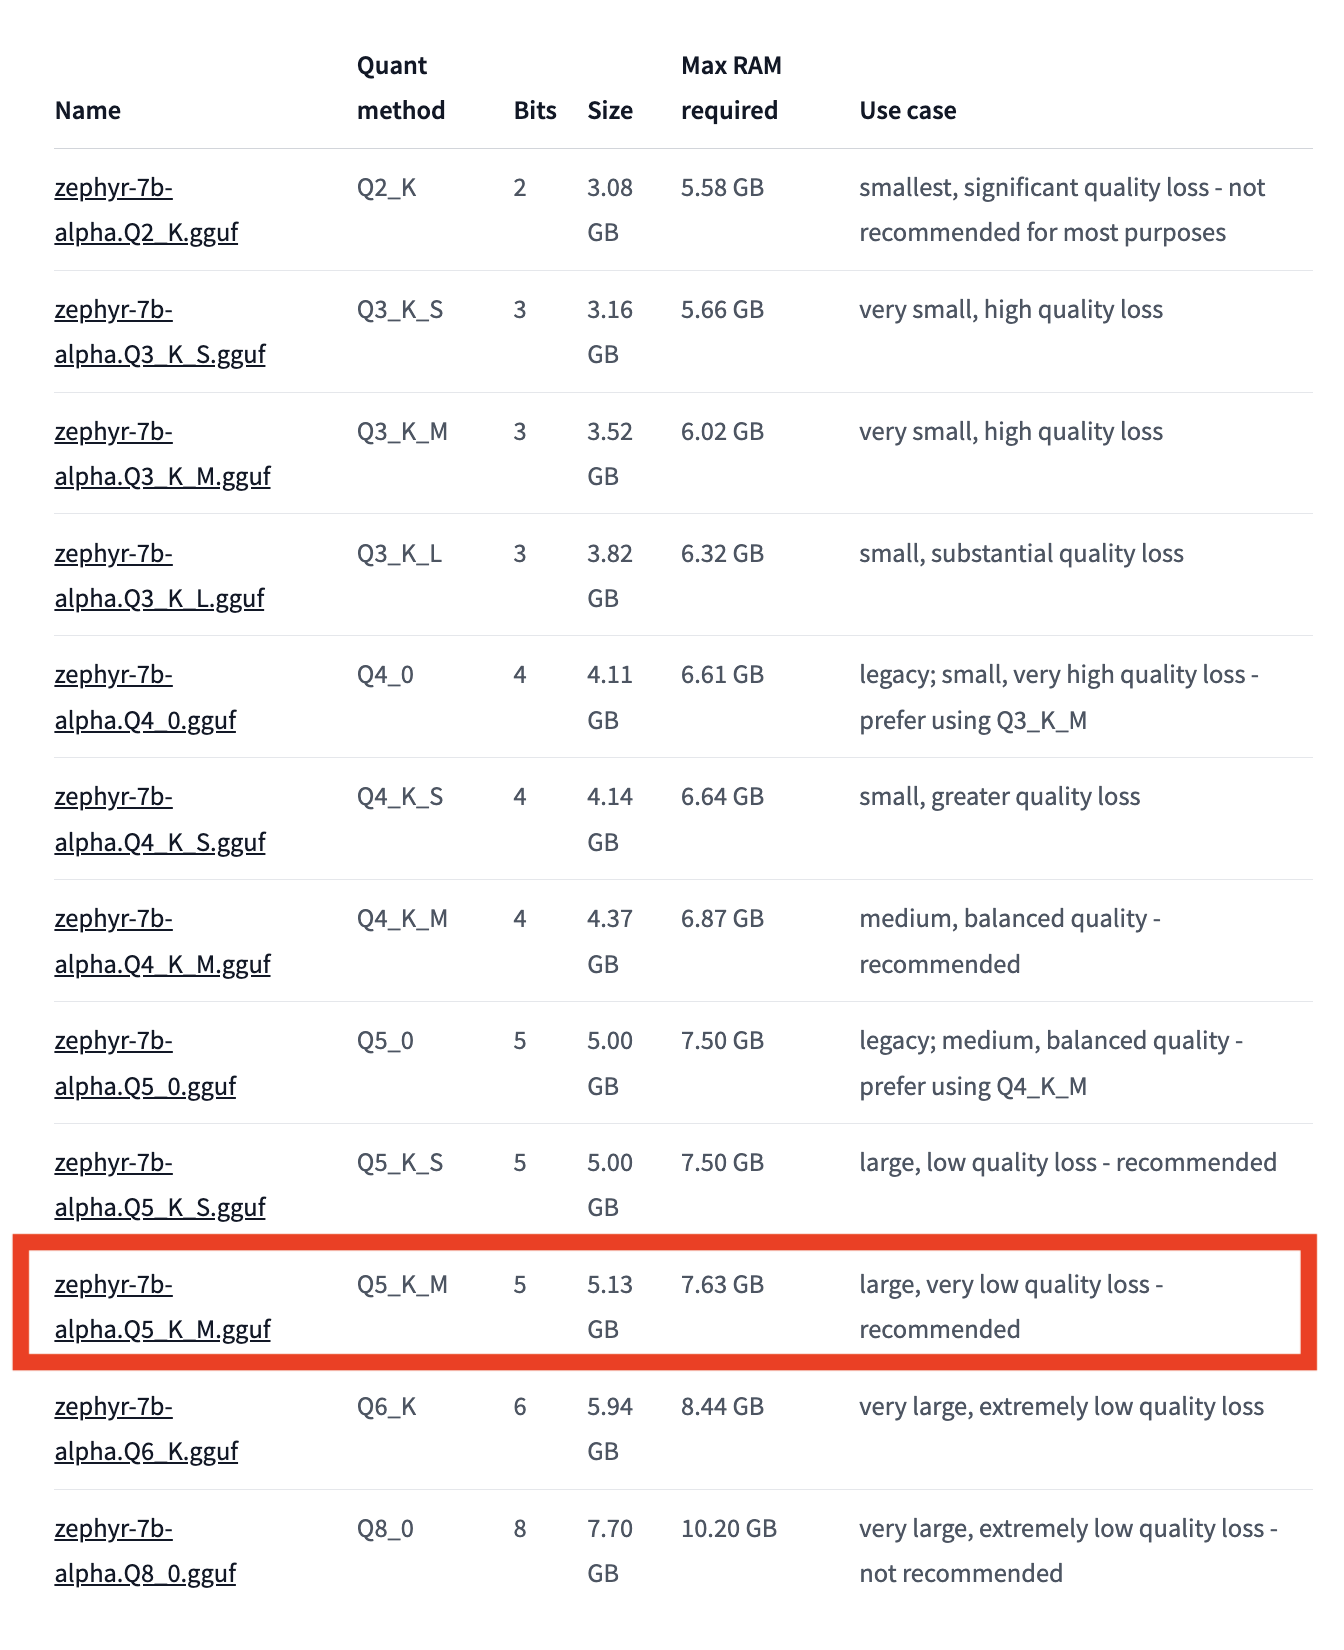 Quant Max RAM
Name method Bits Size required Use case
zephyr-7b- Q2_K 2 3.08 5.58 GB smallest, significant quality loss - not
alpha.Q2_K.gguf GB recommended for most purposes
zephyr-7b- Q3_K_S 3 3.16 5.66 GB very small, high quality loss
alpha.Q3_K_S.gguf GB
zephyr-7b- Q3_K_M 3 3.52 6.02 GB very small, high quality loss
alpha.Q3_K_M.gguf GB
zephyr-7b- Q3_K_L 3 3.82 6.32 GB small, substantial quality loss
alpha.Q3_K_L.gguf GB
zephyr-7b- Q4_0 4 4.11 6.61 GB legacy; small, very high quality loss -
alpha.Q4_0.gguf GB prefer using Q3_K_M
zephyr-7b- Q4_K_S 4 4.14 6.64 GB small, greater quality loss
alpha.Q4_K_S.gguf GB
zephyr-7b- Q4_K_M 4 4.37 6.87 GB medium, balanced quality -
alpha.Q4_K_M.gguf GB recommended
zephyr-7b- Q5_0 5 5.00 7.50 GB legacy; medium, balanced quality -
alpha.Q5_0.gguf GB prefer using Q4_K_M
zephyr-7b- Q5_K_S 5 5.00 7.50 GB large, low quality loss - recommended
alpha.Q5_K_S.gguf GB
zephyr-7b- Q5_K_M 5 5.13 7.63 GB large, very low quality loss -
alpha.Q5_K_M.gguf GB recommended
zephyr-7b- Q6_K 6 5.94 8.44 GB very large, extremely low quality loss
alpha.Q6_K.gguf GB
zephyr-7b- Q8_0 8 7.70 10.20 GB very large, extremely low quality loss -
alpha.Q8_0.gguf GB not recommended